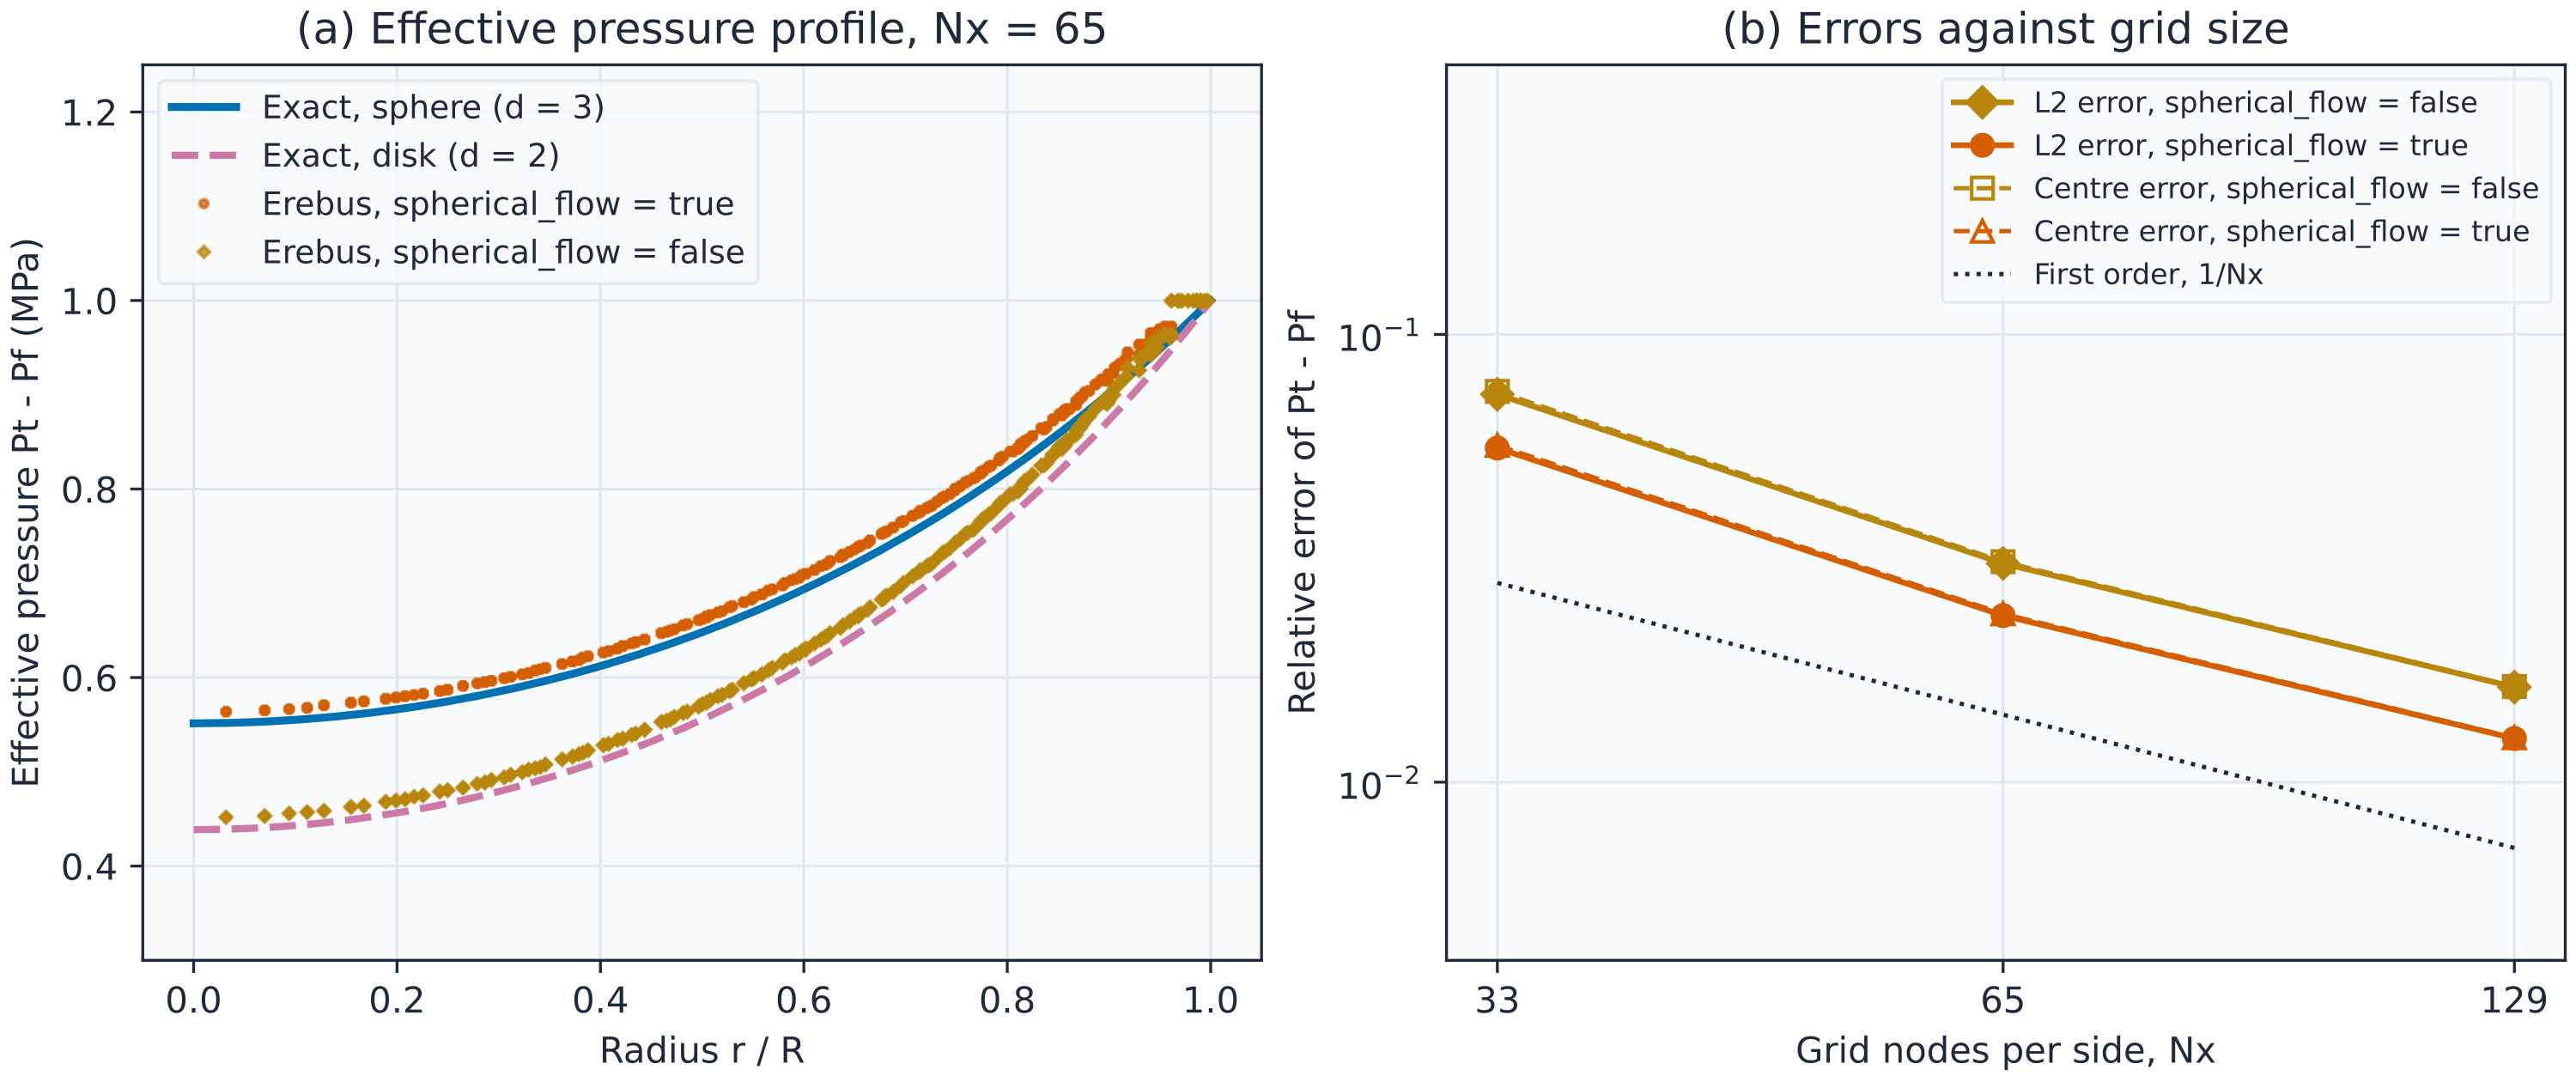 (a) Effective pressure profile, Nx = 65
Exact, sphere (d = 3)
Exact, disk (d = 2)
Erebus, spherical_flow = true
Erebus, spherical_flow = false
Effective pressure Pt - Pf (MPa)
1.2
1.0
0.8
0.6
0.4
0.0 0.2 0.4 0.6 0.8 1.0
Radius r / R
(b) Errors against grid size
L2 error, spherical_flow = false
L2 error, spherical_flow = true
Centre error, spherical_flow = false
Centre error, spherical_flow = true
First order, 1/Nx
Relative error of Pt - Pf
10⁻¹
10⁻²
33 65 129
Grid nodes per side, Nx